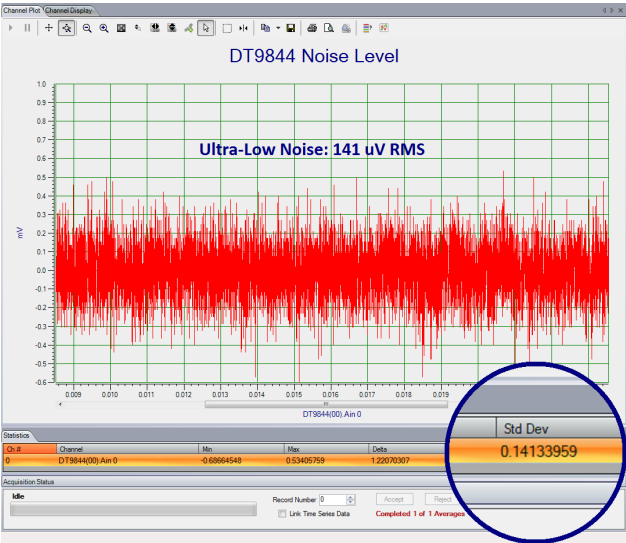 Channel Plot Channel Display
DT9844 Noise Level
Ultra-Low Noise: 141 uV RMS
mV
1.0
0.9
0.8
0.7
0.6
0.5
0.4
0.3
0.2
0.1
0.0
-0.1
-0.2
-0.3
-0.4
-0.5
-0.6
0.009 0.010 0.011 0.012 0.013 0.014 0.015 0.016 0.017 0.018 0.019
DT9844(00).Ain 0
Statistics
Ch # Channel Min Max Delta Std Dev
0 DT9844(00).Ain 0 -0.68664548 0.53405759 1.22070307 0.14133959
Acquisition Status
Idle
Record Number 0 Accept Reject
Link Time Series Data Completed 1 of 1 Averages